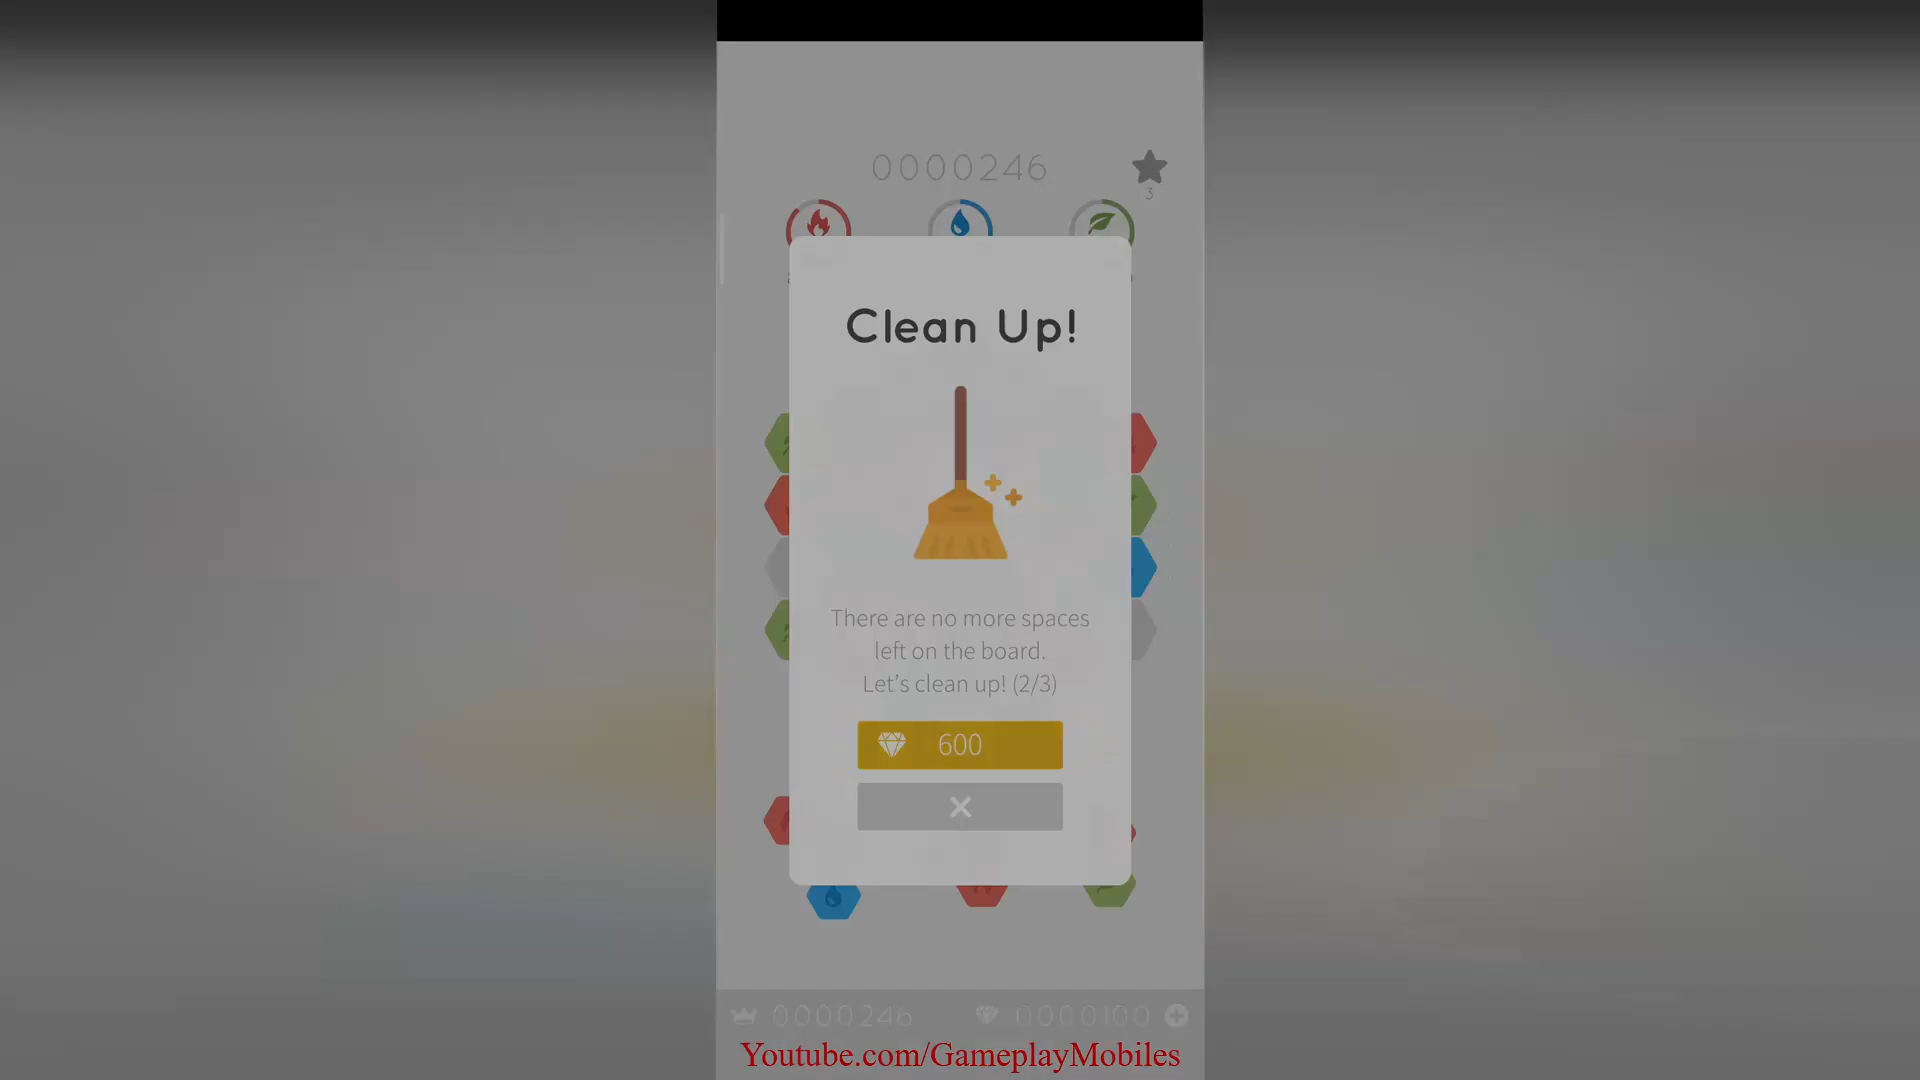 0000246
3
Clean Up!
There are no more spaces
left on the board.
Let's clean up! (2/3)
600
0000246
0000100
Youtube.com/GameplayMobiles